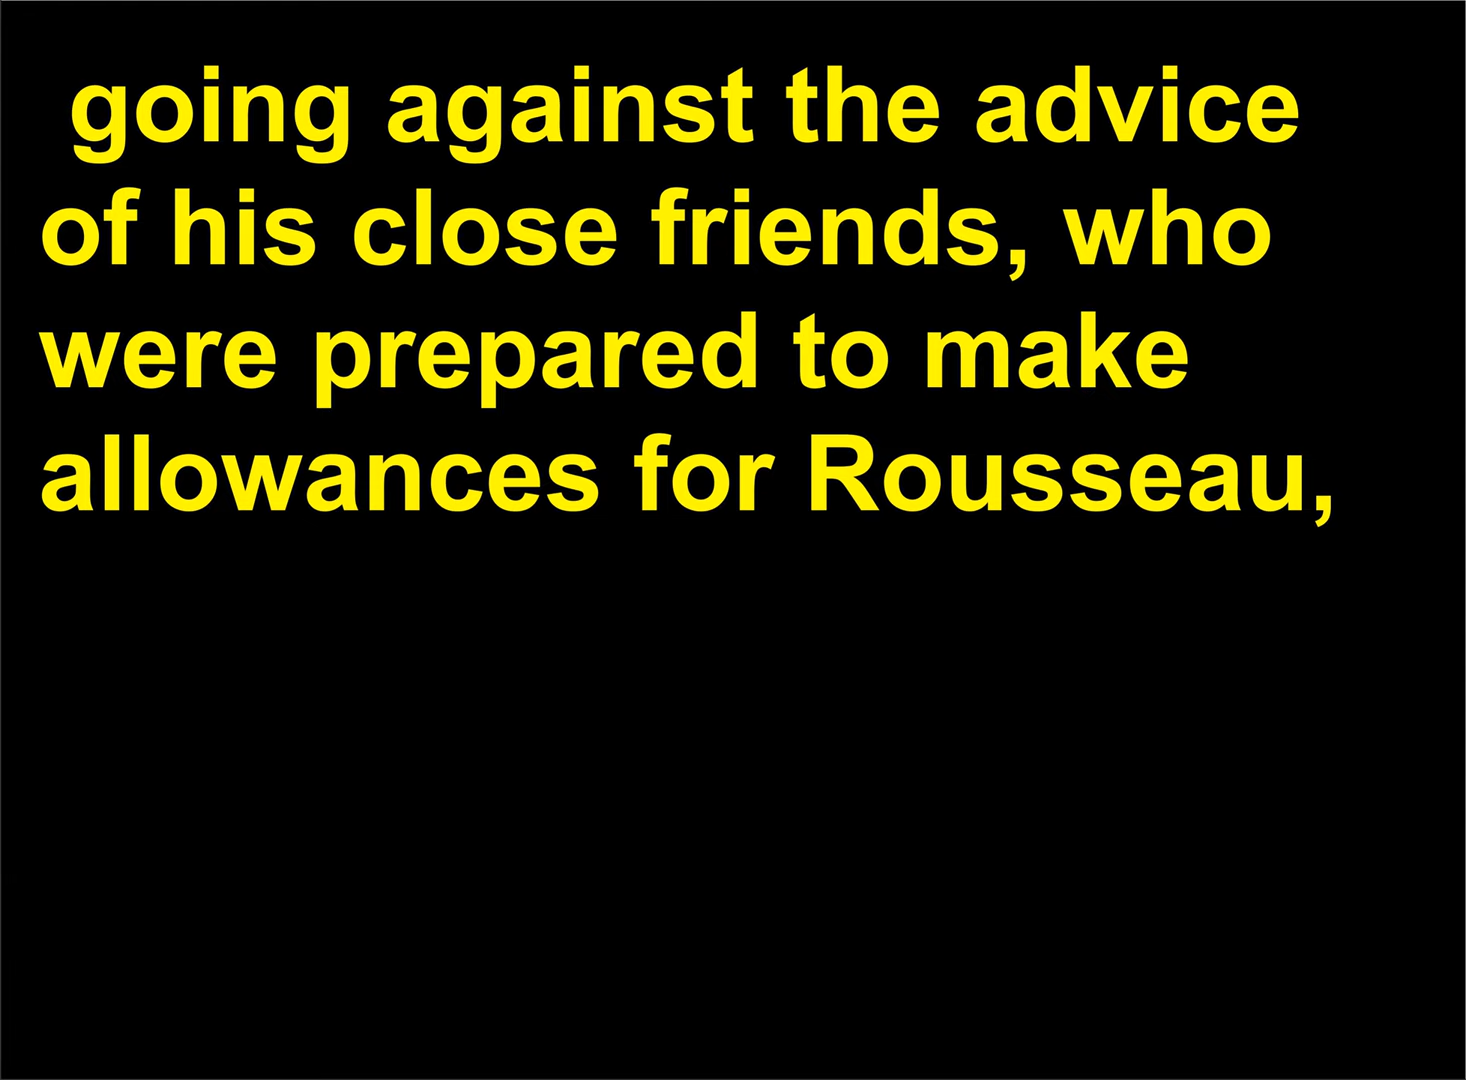 going against the advice
of his close friends, who
were prepared to make
allowances for Rousseau,